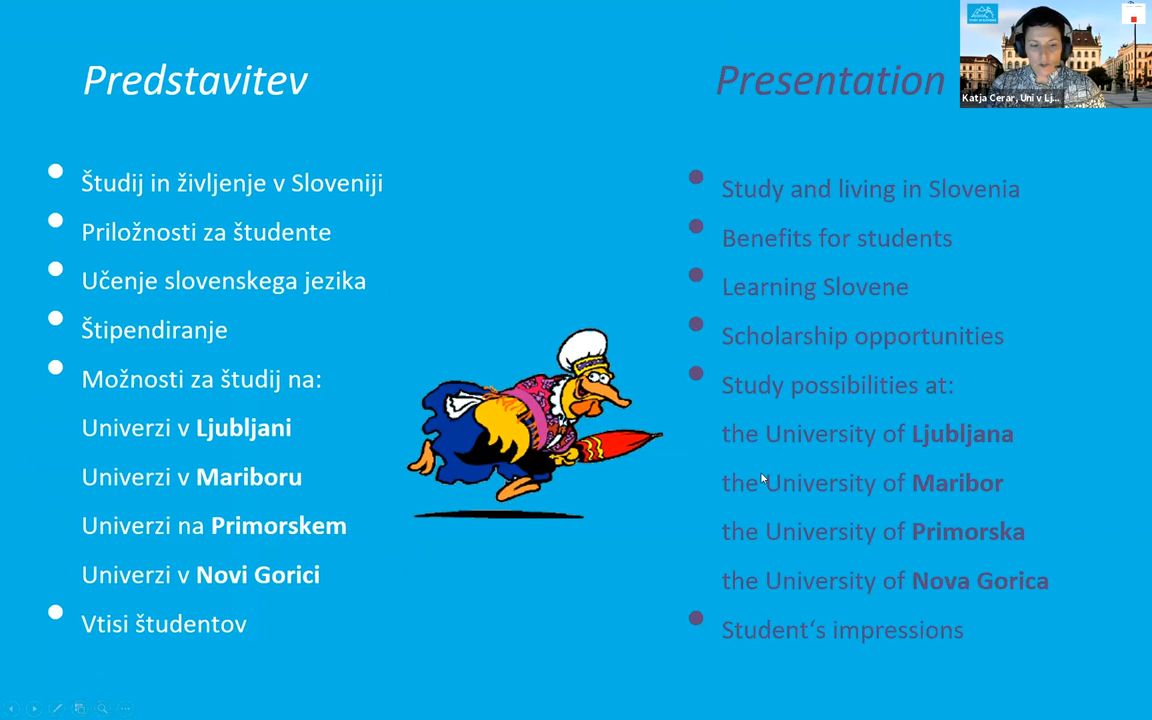 Predstavitev
Študij in življenje v Sloveniji
Priložnosti za študente
Učenje slovenskega jezika
Štipendiranje
Možnosti za študij na:
Univerzi v Ljubljani
Univerzi v Mariboru
Univerzi na Primorskem
Univerzi v Novi Gorici
Vtisi študentov
Presentation
Study and living in Slovenia
Benefits for students
Learning Slovene
Scholarship opportunities
Study possibilities at:
the University of Ljubljana
the University of Maribor
the University of Primorska
the University of Nova Gorica
Student‘s impressions
Katja Cerar, Uni v Lj...